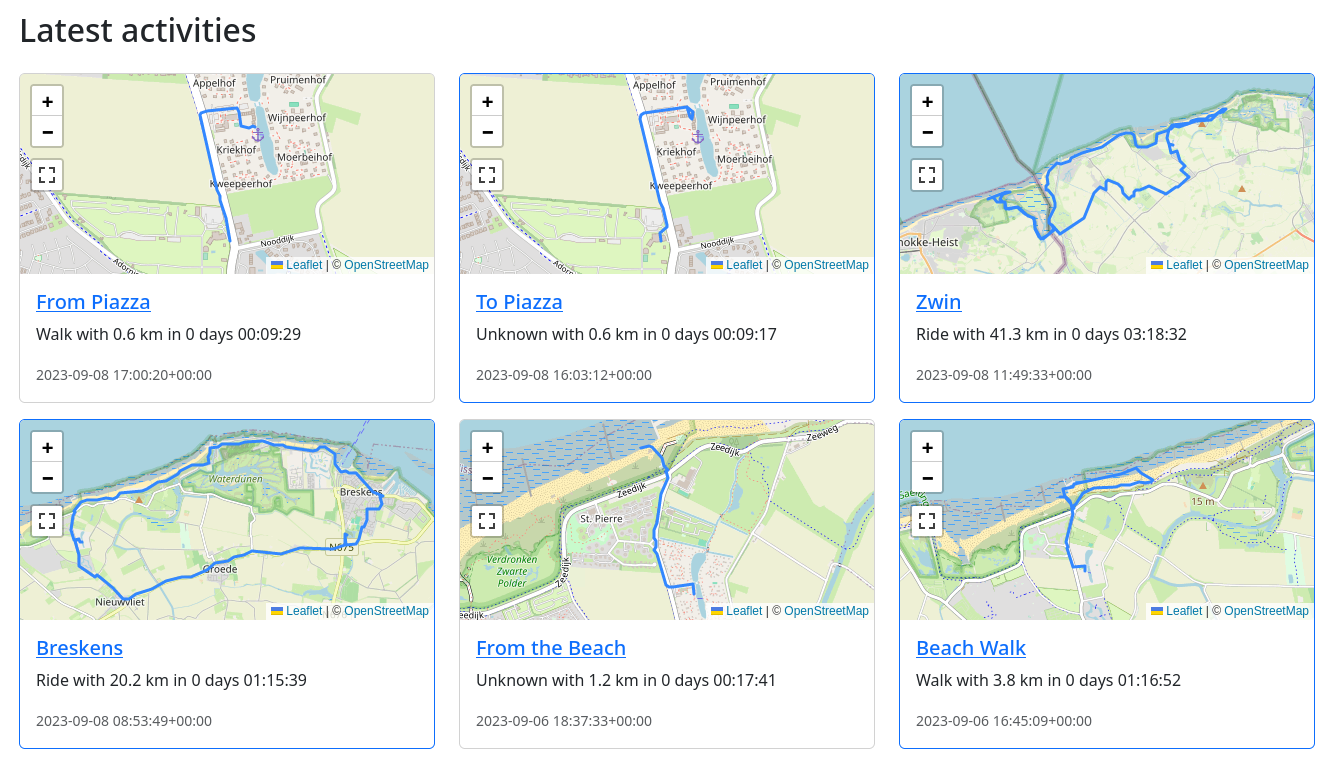 Latest activities
+
−
Appelhof
Pruimenhof
Wijnpeerhof
Kriekhof
Moerbeihof
Kweepeerhof
Nooddijk
Leaflet | © OpenStreetMap
From Piazza
Walk with 0.6 km in 0 days 00:09:29
2023-09-08 17:00:20+00:00
+
−
Appelhof
Pruimenhof
Wijnpeerhof
Kriekhof
Moerbeihof
Kweepeerhof
Nooddijk
Leaflet | © OpenStreetMap
To Piazza
Unknown with 0.6 km in 0 days 00:09:17
2023-09-08 16:03:12+00:00
+
−
nokke-Heist
Leaflet | © OpenStreetMap
Zwin
Ride with 41.3 km in 0 days 03:18:32
2023-09-08 11:49:33+00:00
+
−
Waterdunen
Breskens
N675
Groede
Nieuwvliet
Leaflet | © OpenStreetMap
Breskens
Ride with 20.2 km in 0 days 01:15:39
2023-09-08 08:53:49+00:00
+
−
Zeeweg
Zeedijk
Zeedijk
St. Pierre
Verdronken
Zwarte
Polder
Zeedijk
eedijk
Leaflet | © OpenStreetMap
From the Beach
Unknown with 1.2 km in 0 days 00:17:41
2023-09-06 18:37:33+00:00
+
−
15 m
Leaflet | © OpenStreetMap
Beach Walk
Walk with 3.8 km in 0 days 01:16:52
2023-09-06 16:45:09+00:00